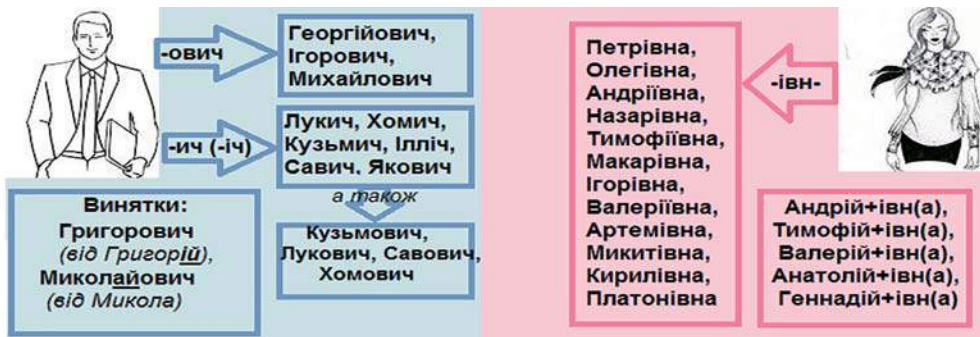 -ович
Георгійович,
Ігорович,
Михайлович
-ич (-іч)
Лукич, Хомич,
Кузьмич, Ілліч,
Савич. Якович
а також
Кузьмович,
Лукович, Савович,
Хомович
Винятки:
Григорович
(від Григорій),
Миколайович
(від Микола)
Петрівна,
Олегівна,
Андріївна,
Назарівна,
Тимофіївна,
Макарівна,
Ігорівна,
Валеріївна,
Артемівна,
Микитівна,
Кирилівна,
Платонівна
-івн-
Андрій+івн(а),
Тимофій+івн(а),
Валерій+івн(а),
Анатолій+івн(а),
Геннадій+івн(а)